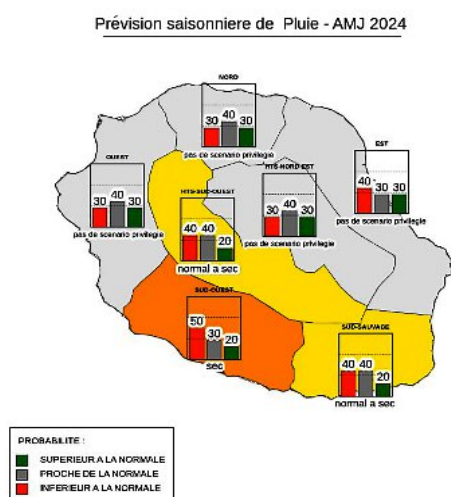 Prévision saisonniere de Pluie - AMJ 2024
NORD
30 40 30
pas de scenario privilegie
OUEST
30 40 30
pas de scenario privilegie
HTS-SUD-OUEST
40 40 20
normal a sec
HTS-NORD-EST
30 40 30
pas de scenario privilegie
EST
40 30 30
pas de scenario privilegie
SUD-OUEST
50 30 20
sec
SUD-SAUVAGE
40 40 20
normal a sec
PROBABILITE :
SUPERIEUR A LA NORMALE
PROCHE DE LA NORMALE
INFERIEUR A LA NORMALE